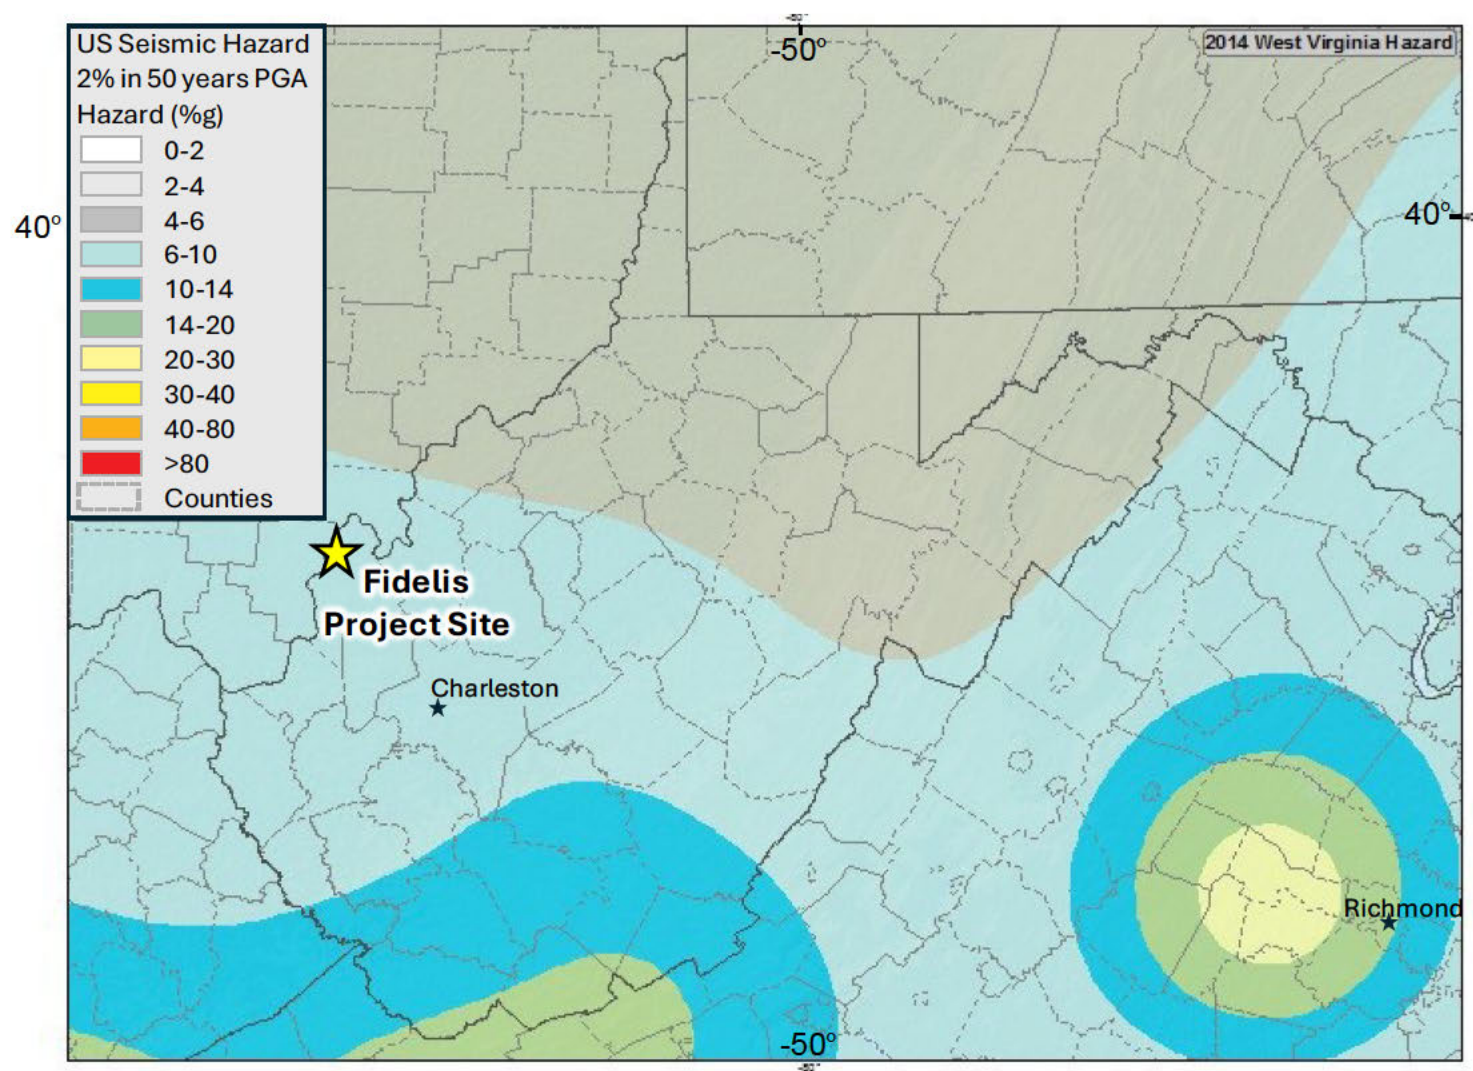 -50°
2014 West Virginia Hazard
US Seismic Hazard
2% in 50 years PGA
Hazard (%g)
0-2
2-4
4-6
6-10
10-14
14-20
20-30
30-40
40-80
>80
Counties
40°
40°
Fidelis
Project Site
Charleston
Richmond
-50°